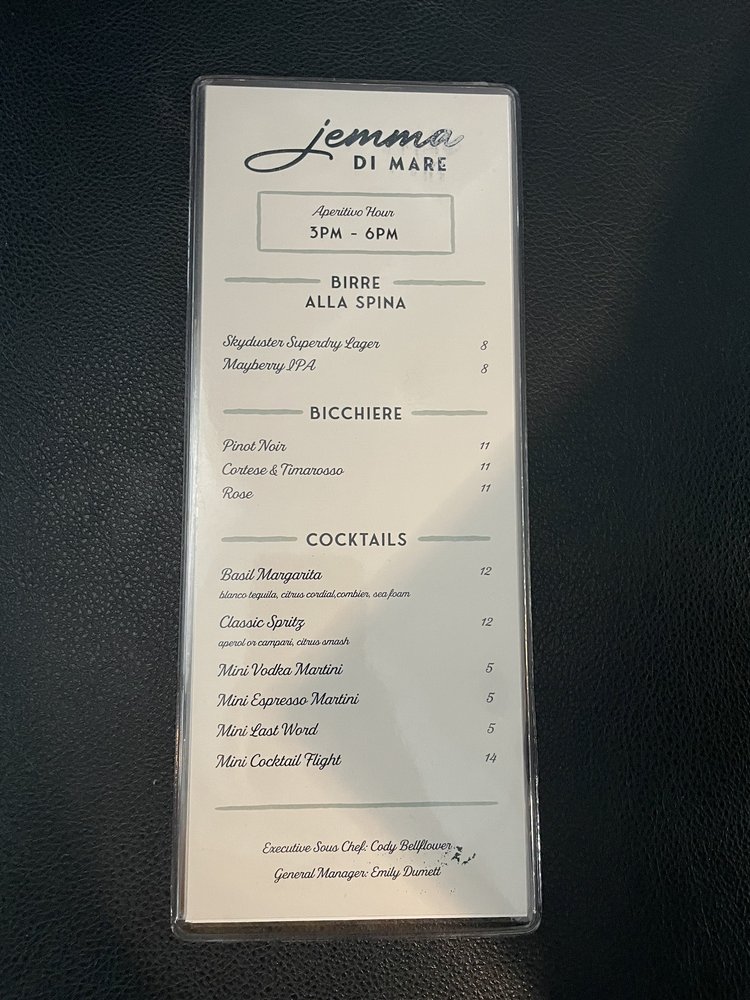 jemma
DI MARE
Aperitivo Hour
3PM - 6PM
BIRRE
ALLA SPINA
Skyduster Superdry Lager 8
Mayberry IPA 8
BICCHIERE
Pinot Noir 11
Cortese & Timarosso 11
Rose 11
COCKTAILS
Basil Margarita 12
blanco tequila, citrus cordial,combier, sea foam
Classic Spritz 12
aperol or campari, citrus smash
Mini Vodka Martini 5
Mini Espresso Martini 5
Mini Last Word 5
Mini Cocktail Flight 14
Executive Sous Chef: Cody Bellflower
General Manager: Emily Dumett